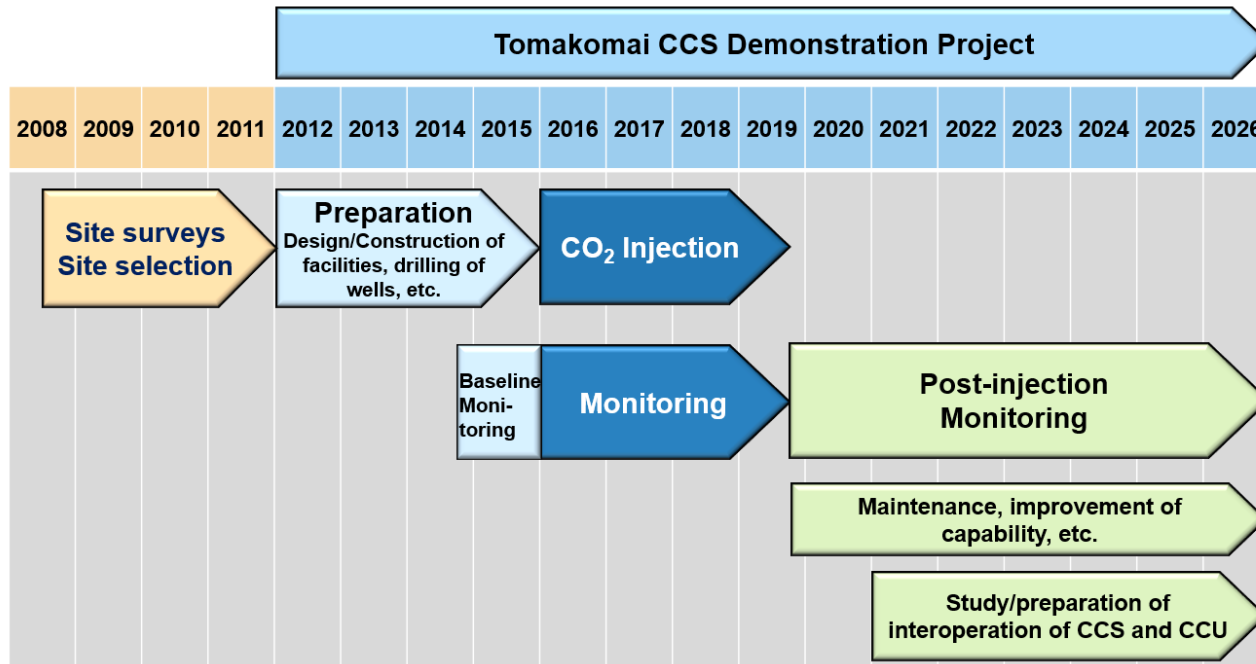 Tomakomai CCS Demonstration Project
2008 2009 2010 2011 2012 2013 2014 2015 2016 2017 2018 2019 2020 2021 2022 2023 2024 2025 2026
Site surveys
Site selection
Preparation
Design/Construction of
facilities, drilling of
wells, etc.
CO₂ Injection
Baseline
Moni-
toring
Monitoring
Post-injection
Monitoring
Maintenance, improvement of
capability, etc.
Study/preparation of
interoperation of CCS and CCU